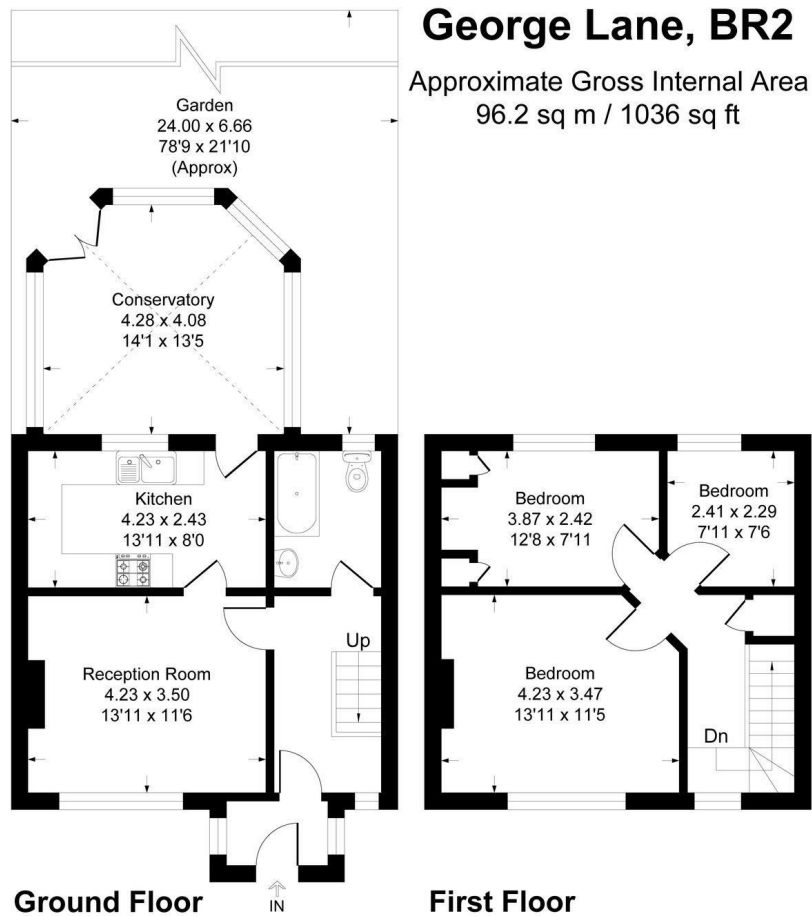 George Lane, BR2
Approximate Gross Internal Area
96.2 sq m / 1036 sq ft
Garden
24.00 x 6.66
78'9 x 21'10
(Approx)
Conservatory
4.28 x 4.08
14'1 x 13'5
Kitchen
4.23 x 2.43
13'11 x 8'0
Reception Room
4.23 x 3.50
13'11 x 11'6
Up
IN
Ground Floor
Bedroom
3.87 x 2.42
12'8 x 7'11
Bedroom
2.41 x 2.29
7'11 x 7'6
Bedroom
4.23 x 3.47
13'11 x 11'5
Dn
First Floor